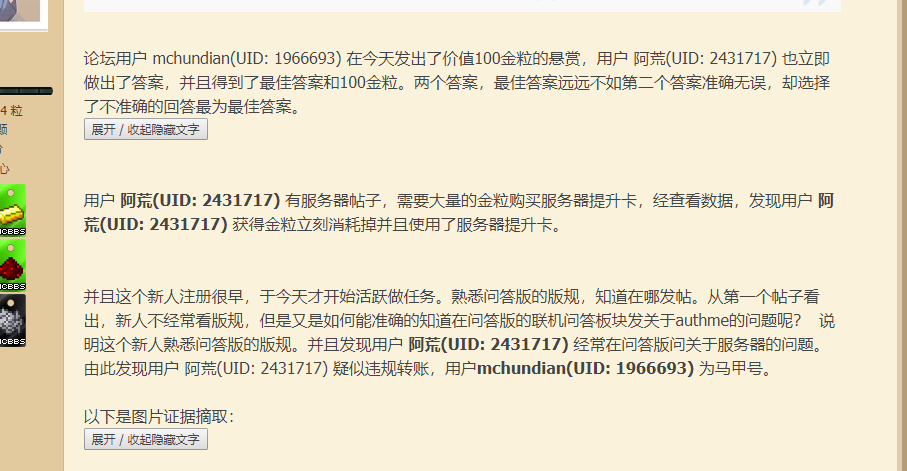 论坛用户 mchundian(UID: 1966693) 在今天发出了价值100金粒的悬赏，用户 阿荒(UID: 2431717) 也立即
做出了答案，并且得到了最佳答案和100金粒。两个答案，最佳答案远远不如第二个答案准确无误，却选择
了不准确的回答最为最佳答案。
展开 / 收起隐藏文字
4 粒
题
分
心
用户 阿荒(UID: 2431717) 有服务器帖子，需要大量的金粒购买服务器提升卡，经查看数据，发现用户 阿
荒(UID: 2431717) 获得金粒立刻消耗掉并且使用了服务器提升卡。
MCBBS
MCBBS
MCBBS
并且这个新人注册很早，于今天才开始活跃做任务。熟悉问答版的版规，知道在哪发帖。从第一个帖子看
出，新人不经常看版规，但是又是如何能准确的知道在问答版的联机问答板块发关于authme的问题呢？ 说
明这个新人熟悉问答版的版规。并且发现用户 阿荒(UID: 2431717) 经常在问答版问关于服务器的问题。
由此发现用户 阿荒(UID: 2431717) 疑似违规转账，用户mchundian(UID: 1966693) 为马甲号。
以下是图片证据摘取：
展开 / 收起隐藏文字